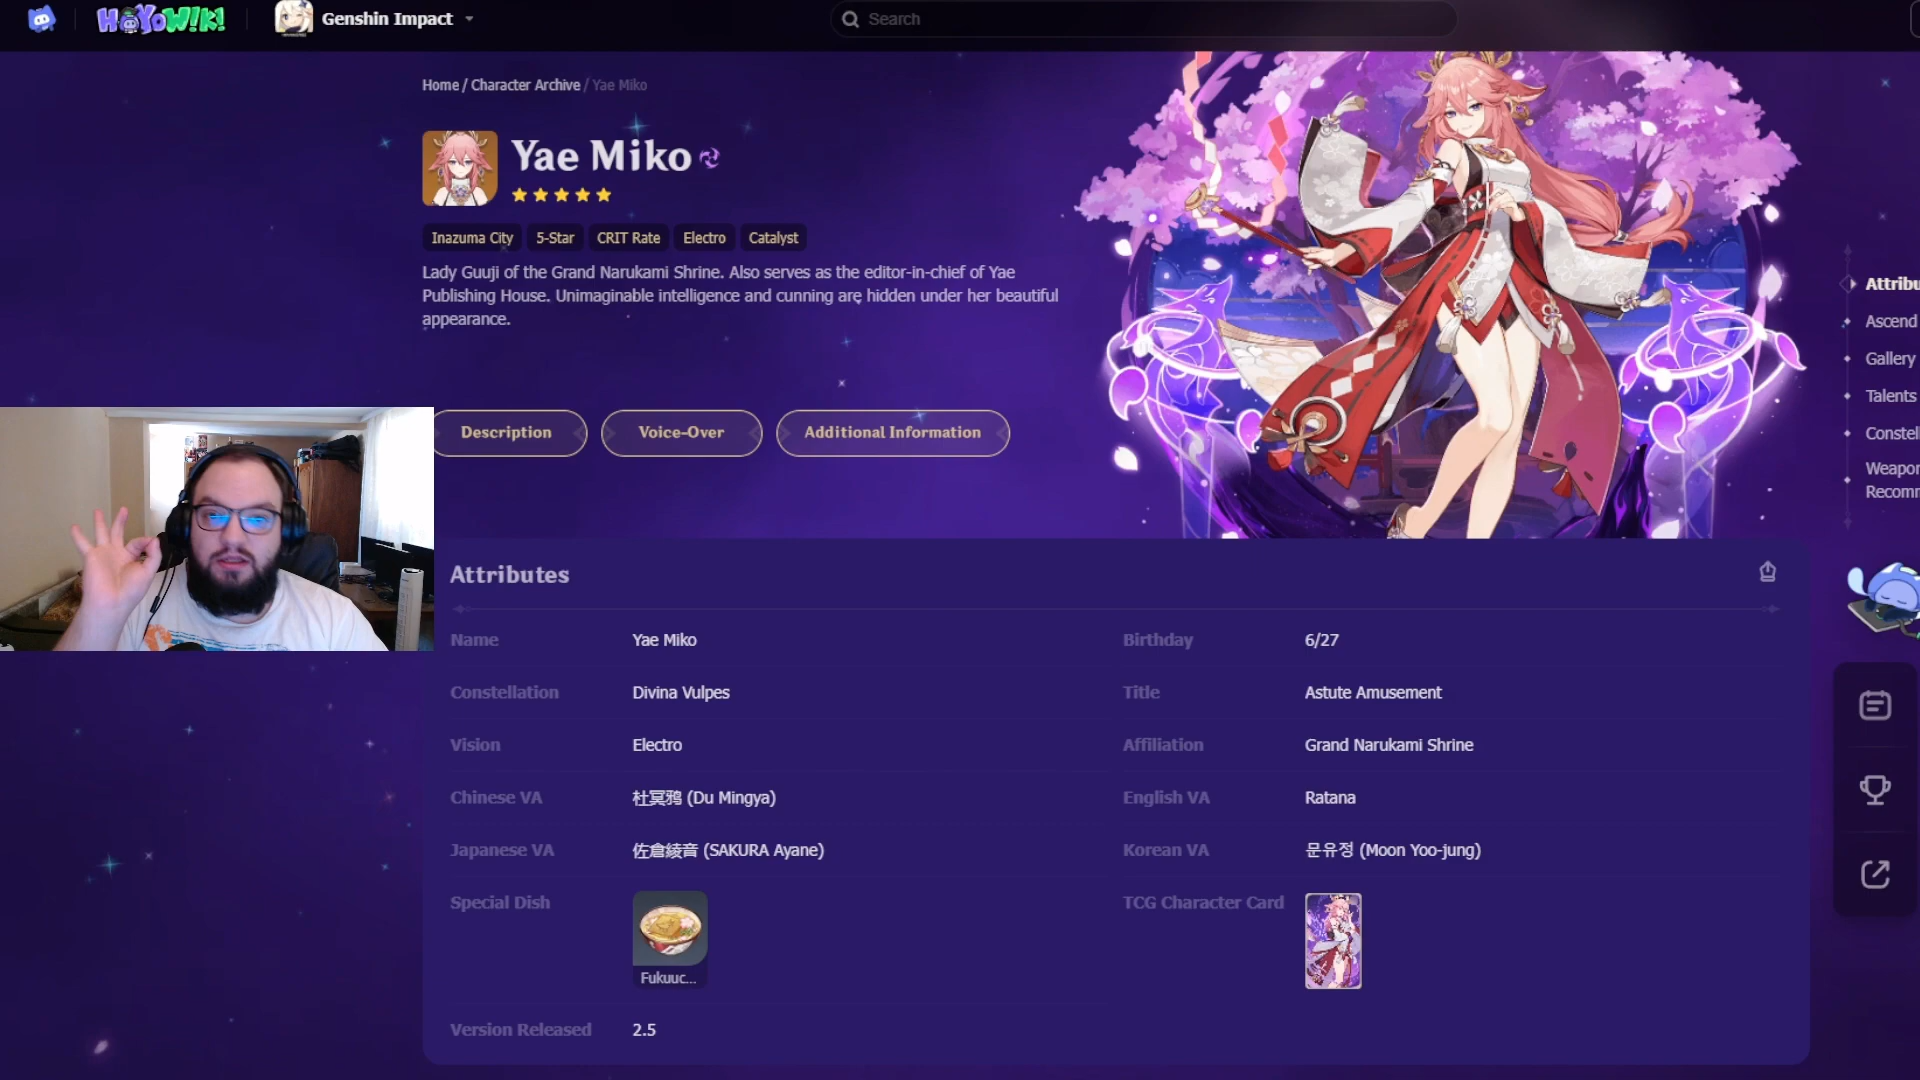 HoYoWiKi
Genshin Impact
Search
Home / Character Archive / Yae Miko
Yae Miko
Inazuma City
5-Star
CRIT Rate
Electro
Catalyst
Lady Guuji of the Grand Narukami Shrine. Also serves as the editor-in-chief of Yae
Publishing House. Unimaginable intelligence and cunning are hidden under her beautiful
appearance.
Description
Voice-Over
Additional Information
Attribu
Ascend
Gallery
Talents
Constell
Weapon
Recomm
Attributes
Name Yae Miko
Birthday 6/27
Constellation Divina Vulpes
Title Astute Amusement
Vision Electro
Affiliation Grand Narukami Shrine
Chinese VA 杜冥鸦 (Du Mingya)
English VA Ratana
Japanese VA 佐倉綾音 (SAKURA Ayane)
Korean VA 문유정 (Moon Yoo-jung)
Special Dish
Fukuuc...
TCG Character Card
Version Released 2.5